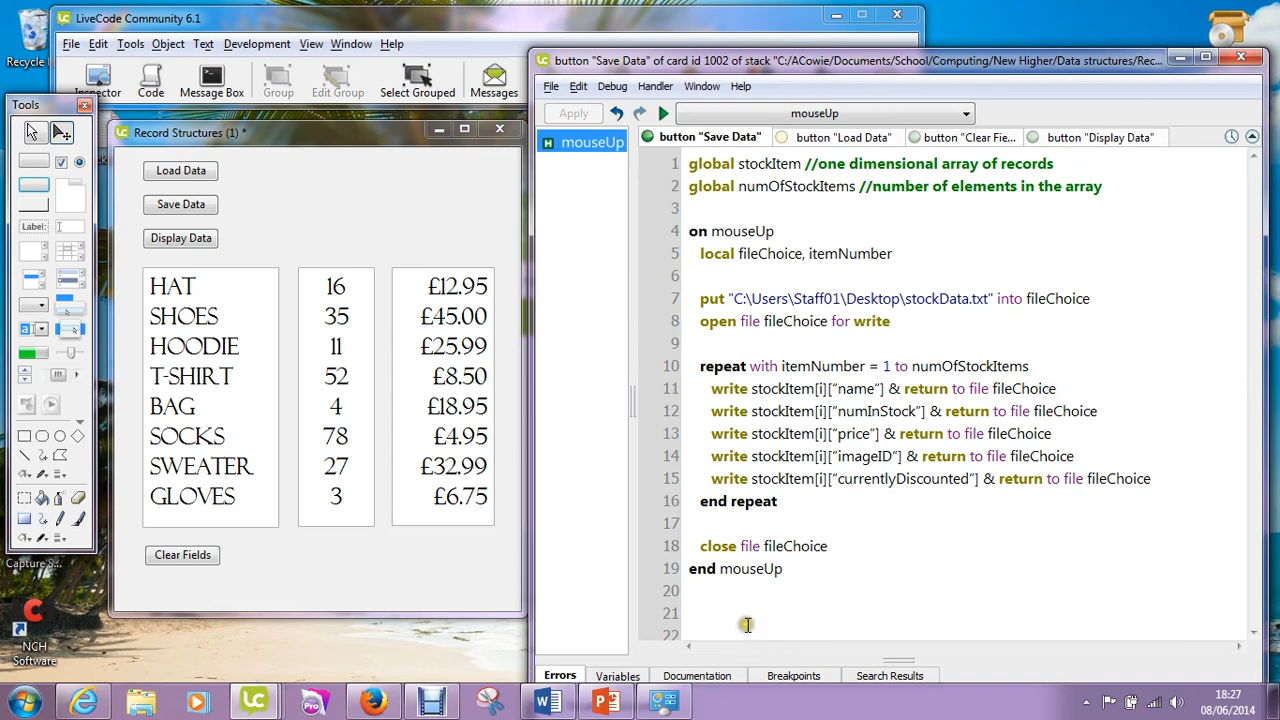 LiveCode Community 6.1
File Edit Tools Object Text Development View Window Help
Inspector Code Message Box Group Edit Group Select Grouped Messages
Recycle
Tools
Label:
Capture S...
NCH
Software
Record Structures (1) *
Load Data
Save Data
Display Data
HAT 16 £12.95
SHOES 35 £45.00
HOODIE 11 £25.99
T-SHIRT 52 £8.50
BAG 4 £18.95
SOCKS 78 £4.95
SWEATER 27 £32.99
GLOVES 3 £6.75
Clear Fields
button "Save Data" of card id 1002 of stack "C:/ACowie/Documents/School/Computing/New Higher/Data structures/Rec...
File Edit Debug Handler Window Help
Apply mouseUp
mouseUp
button "Save Data" button "Load Data" button "Clear Fie... button "Display Data"
1 global stockItem //one dimensional array of records
2 global numOfStockItems //number of elements in the array
3
4 on mouseUp
5 local fileChoice, itemNumber
6
7 put "C:\Users\Staff01\Desktop\stockData.txt" into fileChoice
8 open file fileChoice for write
9
10 repeat with itemNumber = 1 to numOfStockItems
11 write stockItem[i]["name"] & return to file fileChoice
12 write stockItem[i]["numInStock"] & return to file fileChoice
13 write stockItem[i]["price"] & return to file fileChoice
14 write stockItem[i]["imageID"] & return to file fileChoice
15 write stockItem[i]["currentlyDiscounted"] & return to file fileChoice
16 end repeat
17
18 close file fileChoice
19 end mouseUp
20
21
22
Errors Variables Documentation Breakpoints Search Results
18:27
08/06/2014